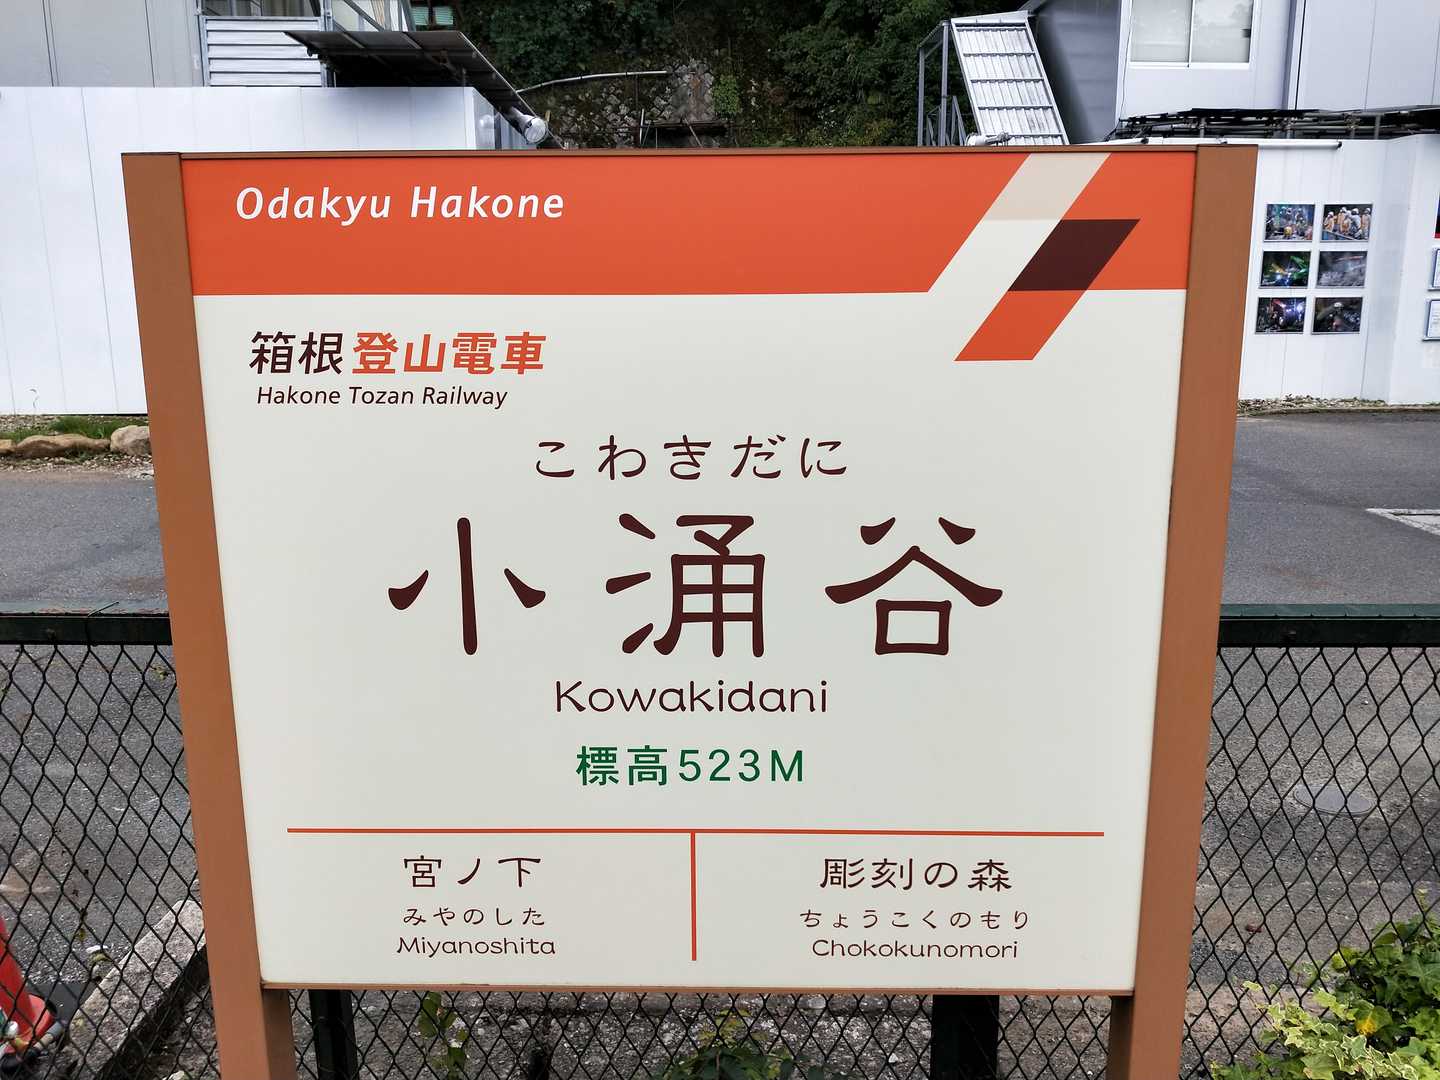 Odakyu Hakone
箱根登山電車
Hakone Tozan Railway
こわきだに
小涌谷
Kowakidani
標高523M
宮ノ下
みやのした
Miyanoshita
彫刻の森
ちょうこくのもり
Chokokunomori